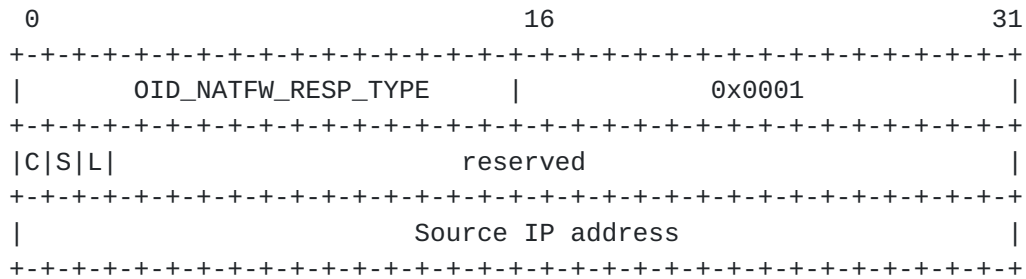 0                               16                              31
+-+-+-+-+-+-+-+-+-+-+-+-+-+-+-+-+-+-+-+-+-+-+-+-+-+-+-+-+-+-+-+-+
|       OID_NATFW_RESP_TYPE     |            0x0001             |
+-+-+-+-+-+-+-+-+-+-+-+-+-+-+-+-+-+-+-+-+-+-+-+-+-+-+-+-+-+-+-+-+
|C|S|L|                      reserved                           |
+-+-+-+-+-+-+-+-+-+-+-+-+-+-+-+-+-+-+-+-+-+-+-+-+-+-+-+-+-+-+-+-+
|                         Source IP address                     |
+-+-+-+-+-+-+-+-+-+-+-+-+-+-+-+-+-+-+-+-+-+-+-+-+-+-+-+-+-+-+-+-+